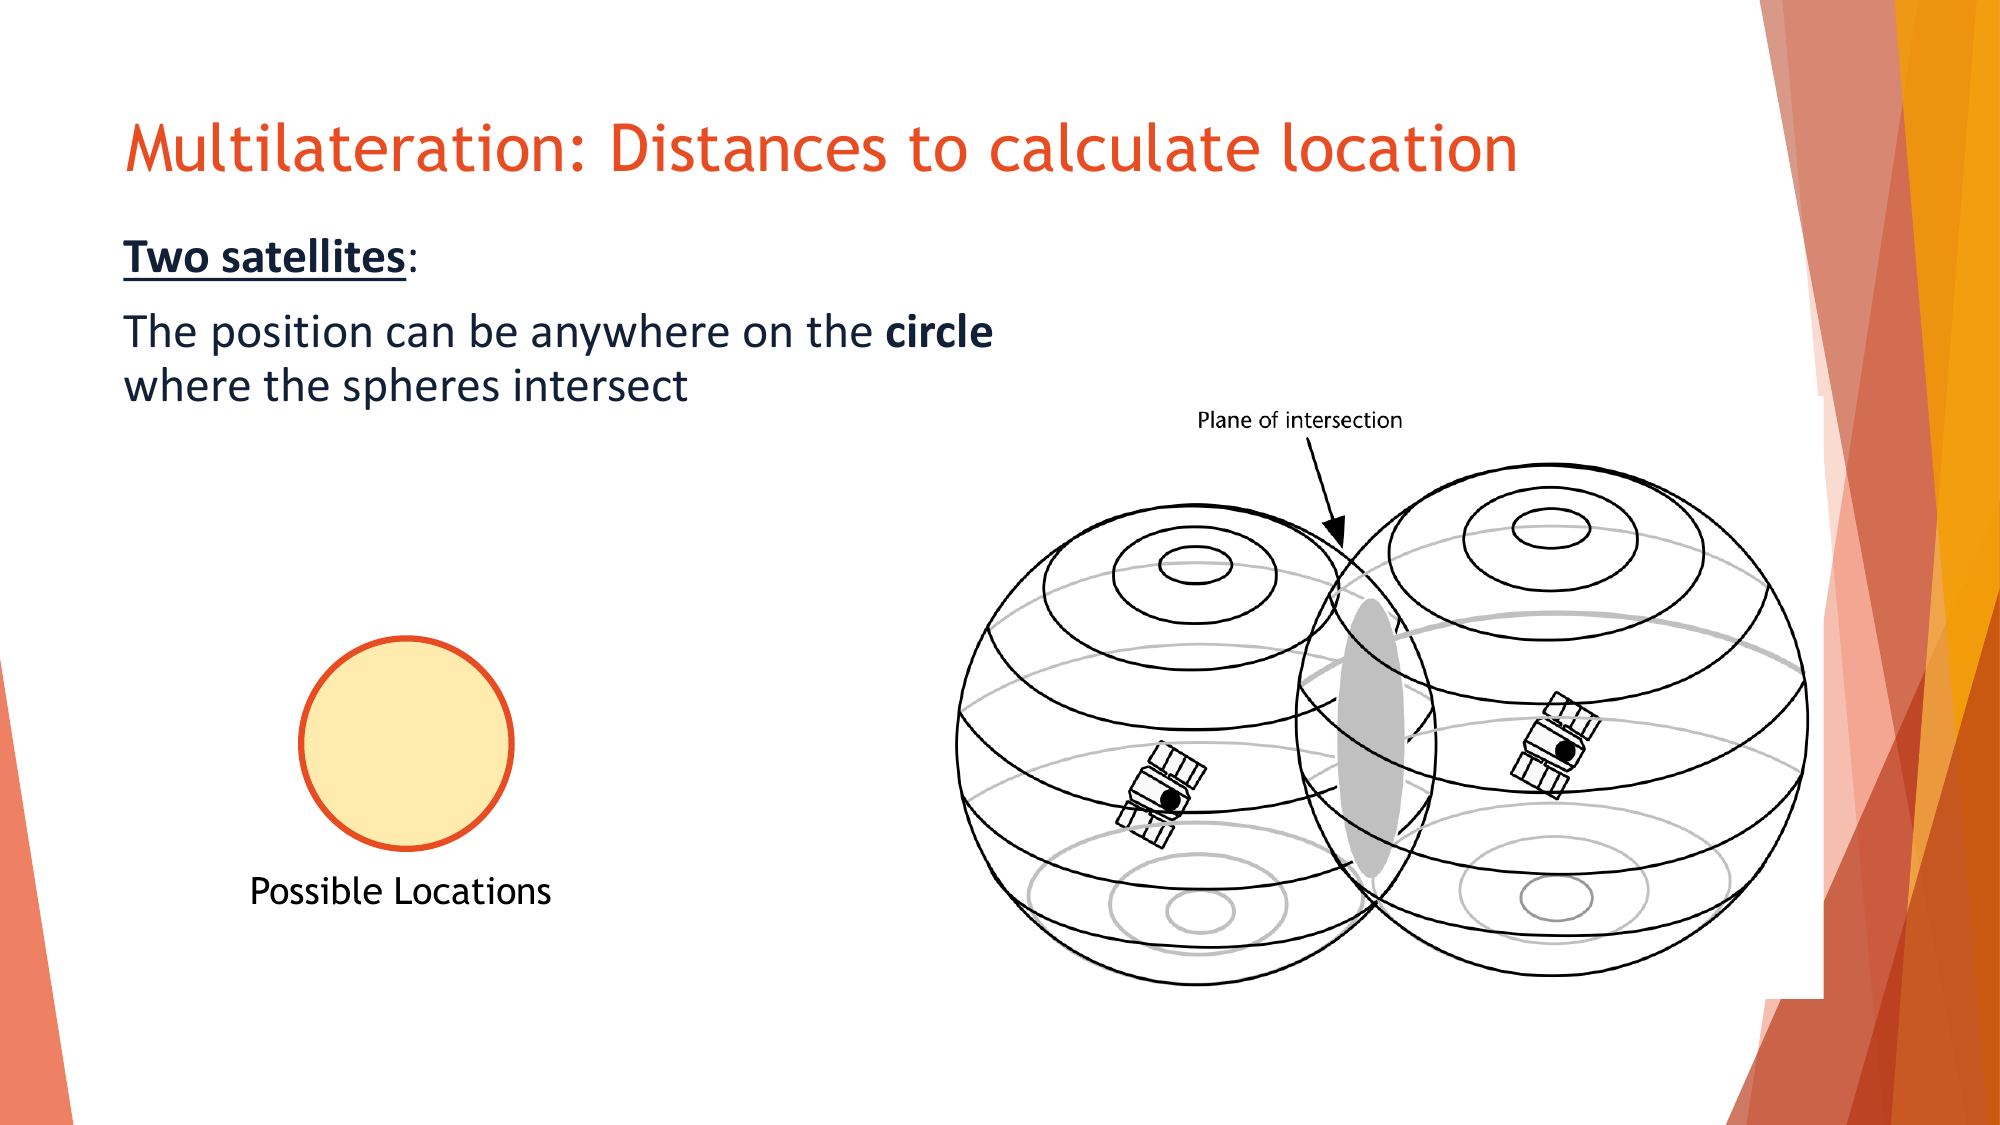 Multilateration: Distances to calculate location
Two satellites:
The position can be anywhere on the circle
where the spheres intersect
Plane of intersection
Possible Locations